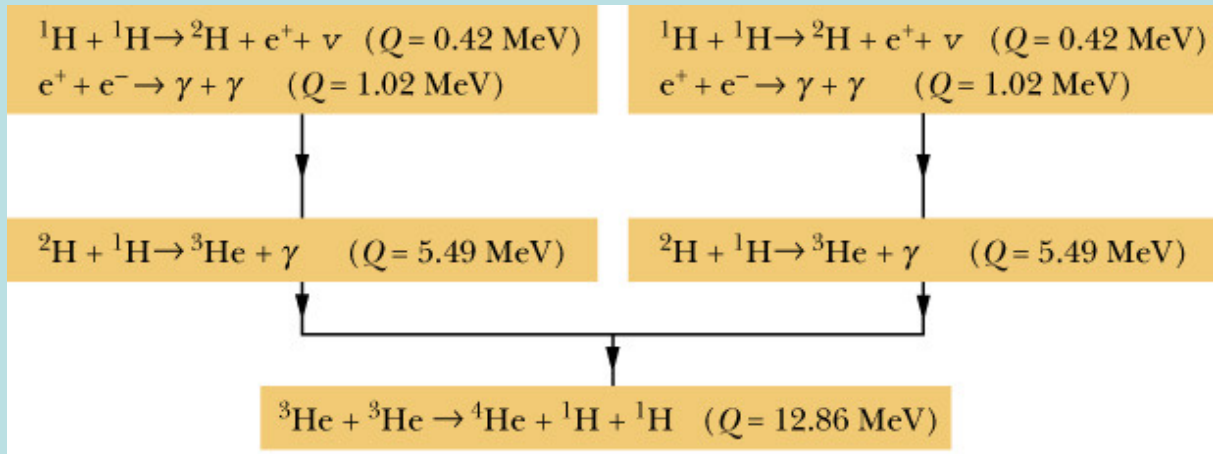 ¹H + ¹H→²H + e⁺+ ν (Q = 0.42 MeV)
e⁺ + e⁻ → γ + γ (Q = 1.02 MeV)
¹H + ¹H→²H + e⁺+ ν (Q = 0.42 MeV)
e⁺ + e⁻ → γ + γ (Q = 1.02 MeV)
²H + ¹H→³He + γ (Q = 5.49 MeV)
²H + ¹H→³He + γ (Q = 5.49 MeV)
³He + ³He → ⁴He + ¹H + ¹H (Q = 12.86 MeV)